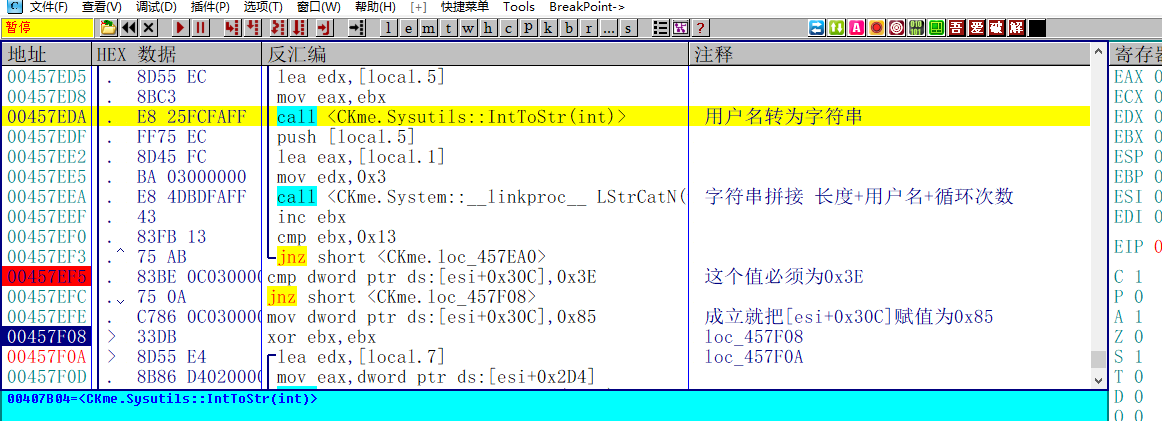 C 文件(F) 查看(V) 调试(D) 插件(P) 选项(T) 窗口(W) 帮助(H) [+] 快捷菜单 Tools BreakPoint->
暂停 l e m t w h c p k b r ... s ? 吾 爱 破 解
地址 HEX 数据 反汇编 注释 寄存器
00457ED5 . 8D55 EC lea edx,[local.5] EAX 0
00457ED8 . 8BC3 mov eax,ebx ECX 0
00457EDA . E8 25FCFAFF call <CKme.Sysutils::IntToStr(int)> 用户名转为字符串 EDX 0
00457EDF . FF75 EC push [local.5] EBX 0
00457EE2 . 8D45 FC lea eax,[local.1] ESP 0
00457EE5 . BA 03000000 mov edx,0x3 EBP 0
00457EEA . E8 4DBDFAFF call <CKme.System::__linkproc__ LStrCatN( 字符串拼接 长度+用户名+循环次数 ESI 0
00457EEF . 43 inc ebx EDI 0
00457EF0 . 83FB 13 cmp ebx,0x13
00457EF3 .^ 75 AB jnz short <CKme.loc_457EA0> EIP 0
00457EF5 . 83BE 0C030000 cmp dword ptr ds:[esi+0x30C],0x3E 这个值必须为0x3E C 1
00457EFC . 75 0A jnz short <CKme.loc_457F08> P 0
00457EFE . C786 0C030000 mov dword ptr ds:[esi+0x30C],0x85 成立就把[esi+0x30C]赋值为0x85 A 1
00457F08 > 33DB xor ebx,ebx loc_457F08 Z 0
00457F0A > 8D55 E4 lea edx,[local.7] loc_457F0A S 1
00457F0D . 8B86 D4020000 mov eax,dword ptr ds:[esi+0x2D4] T 0
00407B04=<CKme.Sysutils::IntToStr(int)> D 0
O 0